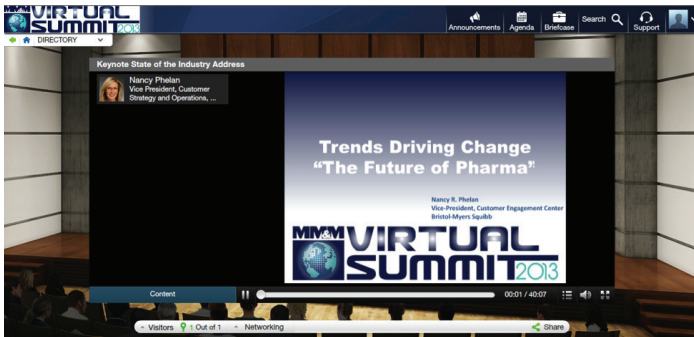 MM&M VIRTUAL
SUMMIT 2013
Announcements
Agenda
Briefcase
Search
Support
DIRECTORY
Keynote State of the Industry Address
Nancy Phelan
Vice President, Customer
Strategy and Operations, ...
Trends Driving Change
“The Future of Pharma”
Nancy R. Phelan
Vice-President, Customer Engagement Center
Bristol-Myers Squibb
MM&M VIRTUAL
SUMMIT 2013
Content
00:01 / 40:07
Visitors 1 Out of 1 Networking
Share